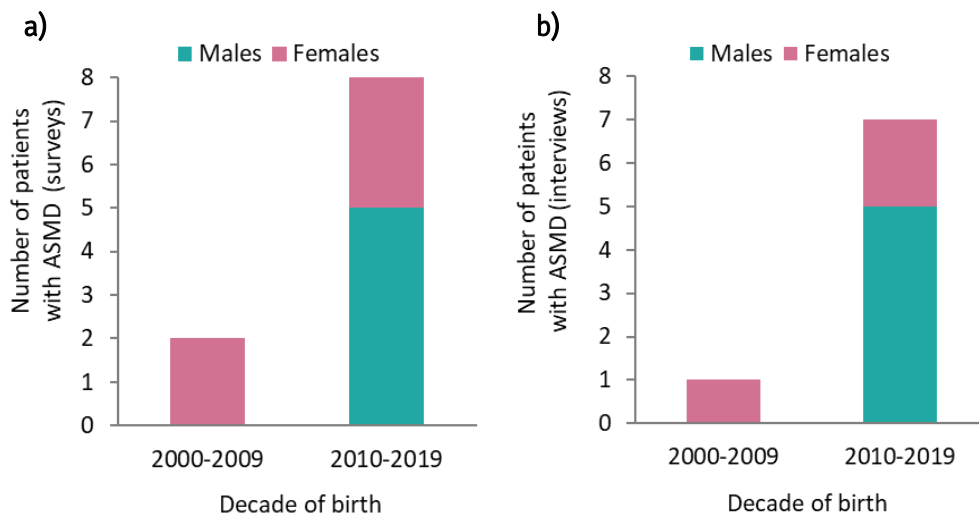 a)
Males Females
Number of patients
with ASMD (surveys)
8
7
6
5
4
3
2
1
0
2000-2009 2010-2019
Decade of birth
b)
Males Females
Number of pateints
with ASMD (interviews)
8
7
6
5
4
3
2
1
0
2000-2009 2010-2019
Decade of birth